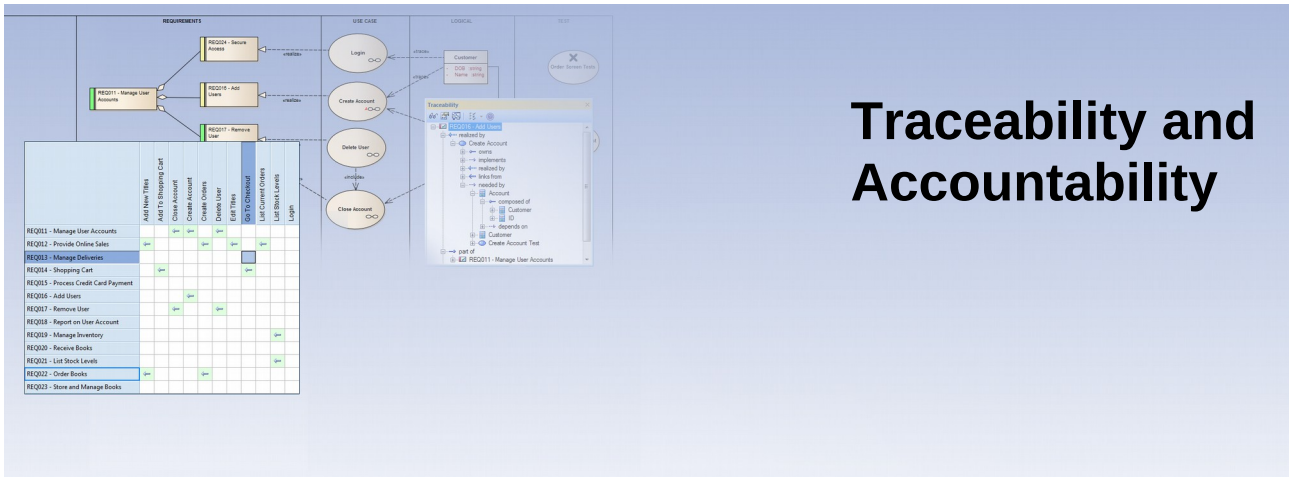 REQUIREMENTS
USE CASE
LOGICAL
TEST
REQ024 - Secure
Access
«realize»
Login
Customer
- DOB string
- Name string
REQ011 - Manage User
Accounts
REQ016 - Add
Users
«realize»
Create Account
REQ017 - Remove
User
Delete User
«include»
Close Account
Traceability
REQ016 - Add Users
realized by
Create Account
owns
implements
realized by
links from
needed by
Account
composed of
Customer
ID
depends on
Customer
Create Account Test
part of
REQ011 - Manage User Accounts
Traceability and
Accountability
Add New Titles
Add To Shopping Cart
Close Account
Create Account
Create Orders
Delete User
Edit Titles
Go To Checkout
List Current Orders
List Stock Levels
Login
REQ011 - Manage User Accounts
REQ012 - Provide Online Sales
REQ013 - Manage Deliveries
REQ014 - Shopping Cart
REQ015 - Process Credit Card Payment
REQ016 - Add Users
REQ017 - Remove User
REQ018 - Report on User Account
REQ019 - Manage Inventory
REQ020 - Receive Books
REQ021 - List Stock Levels
REQ022 - Order Books
REQ023 - Store and Manage Books